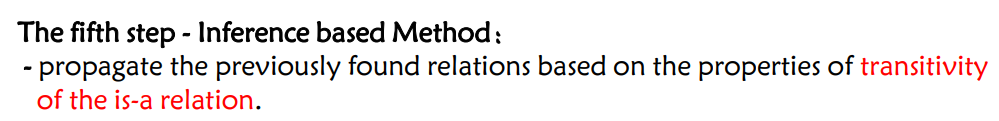 The fifth step - Inference based Method:
- propagate the previously found relations based on the properties of transitivity
of the is-a relation.